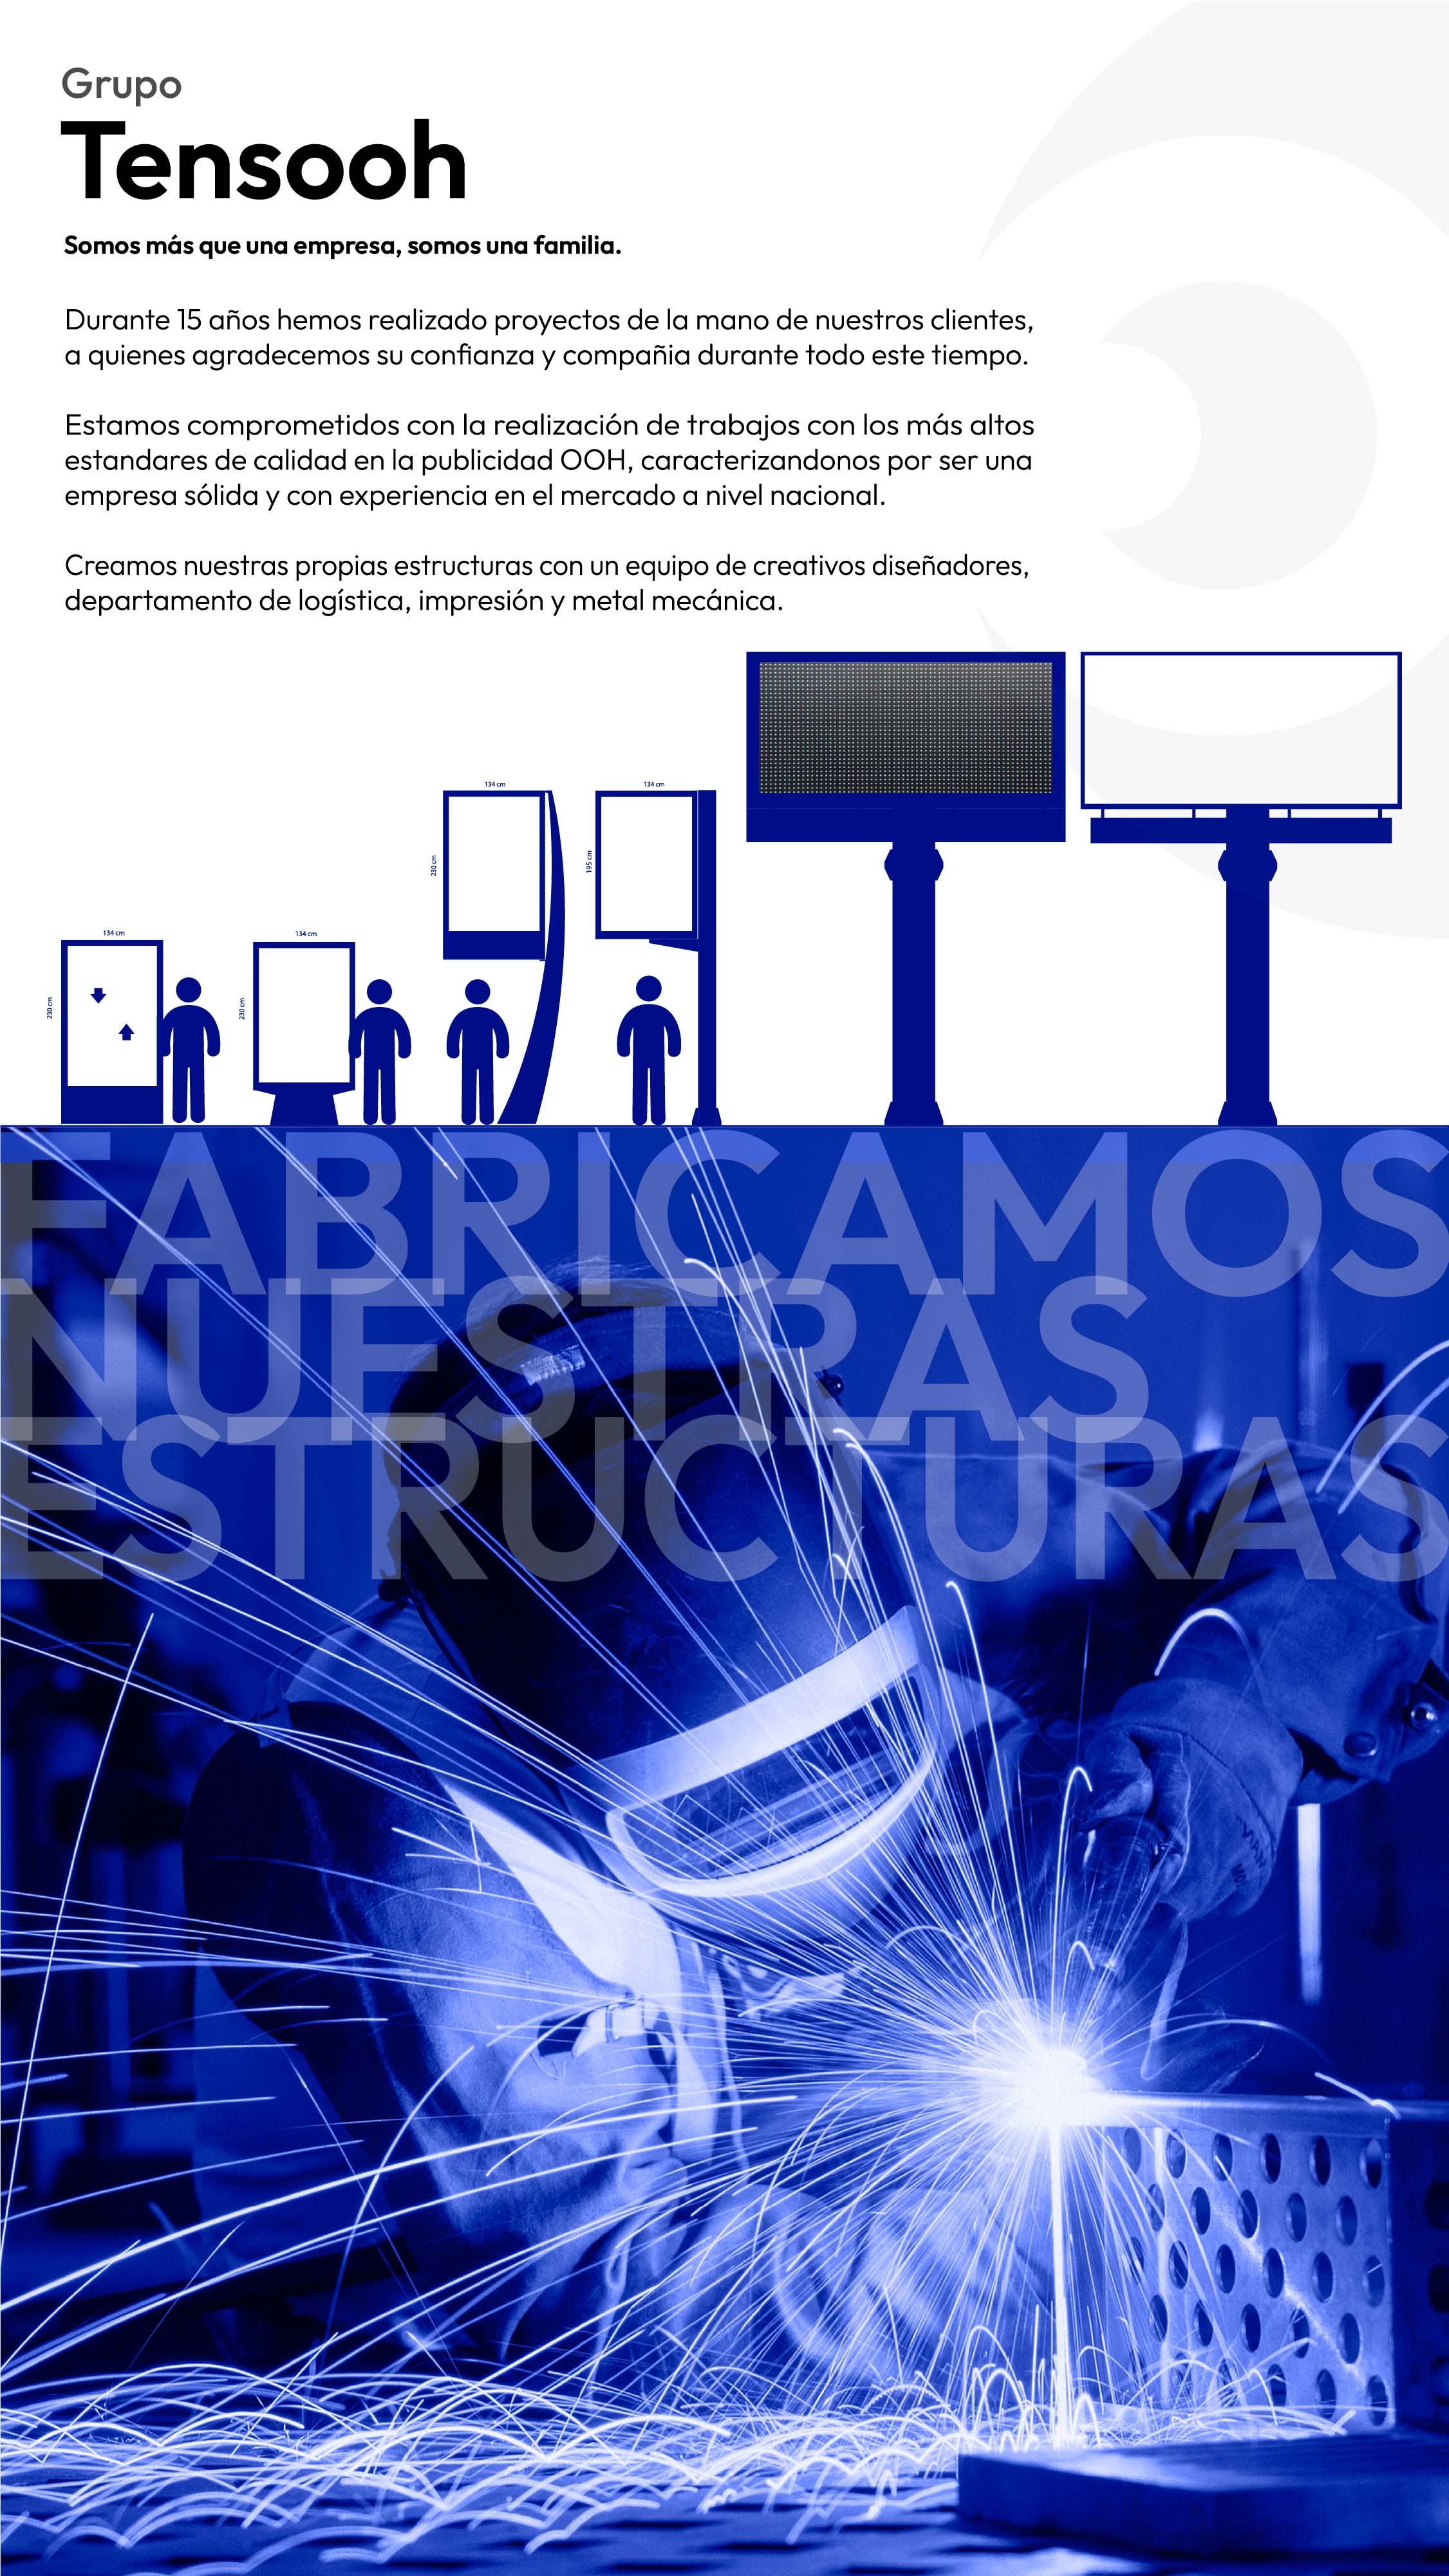 Grupo
Tensooh
Somos más que una empresa, somos una familia.
Durante 15 años hemos realizado proyectos de la mano de nuestros clientes,
a quienes agradecemos su confianza y compañia durante todo este tiempo.
Estamos comprometidos con la realización de trabajos con los más altos
estandares de calidad en la publicidad OOH, caracterizandonos por ser una
empresa sólida y con experiencia en el mercado a nivel nacional.
Creamos nuestras propias estructuras con un equipo de creativos diseñadores,
departamento de logística, impresión y metal mecánica.
134 cm
230 cm
134 cm
230 cm
134 cm
230 cm
134 cm
195 cm
FABRICAMOS
NUESTRAS
ESTRUCTURAS